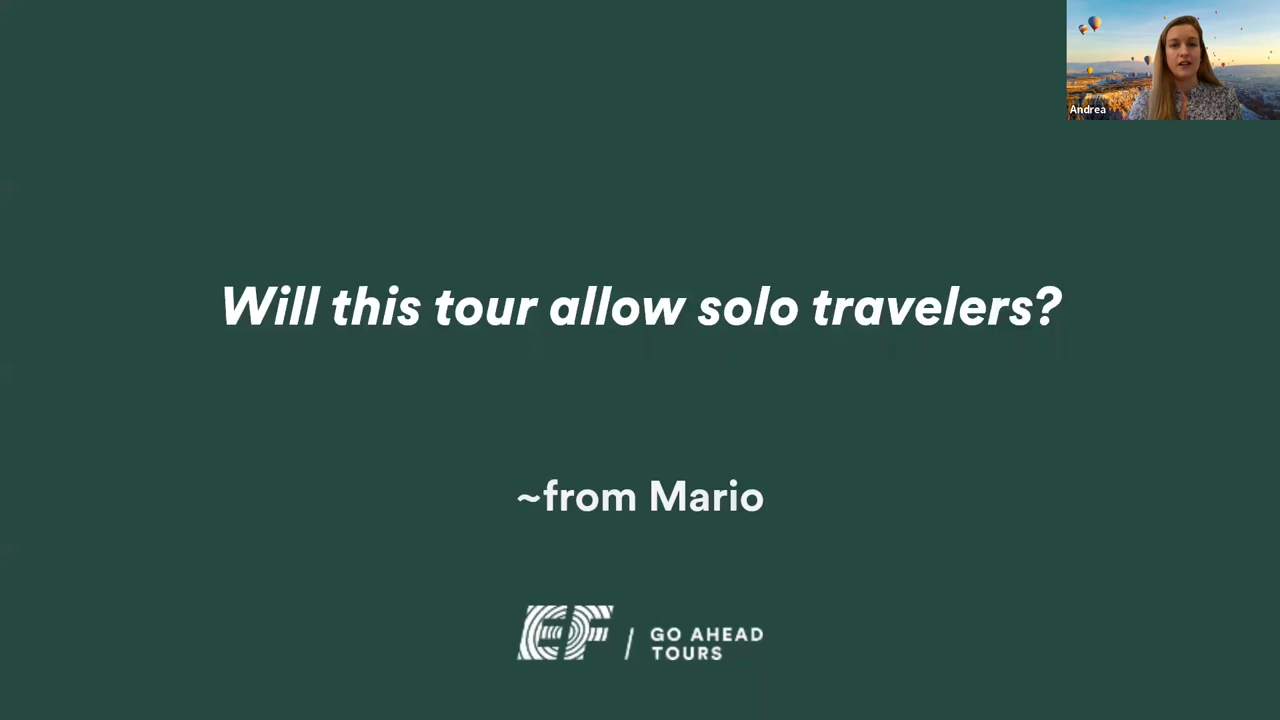 Andrea
Will this tour allow solo travelers?
~from Mario
EF / GO AHEAD
TOURS